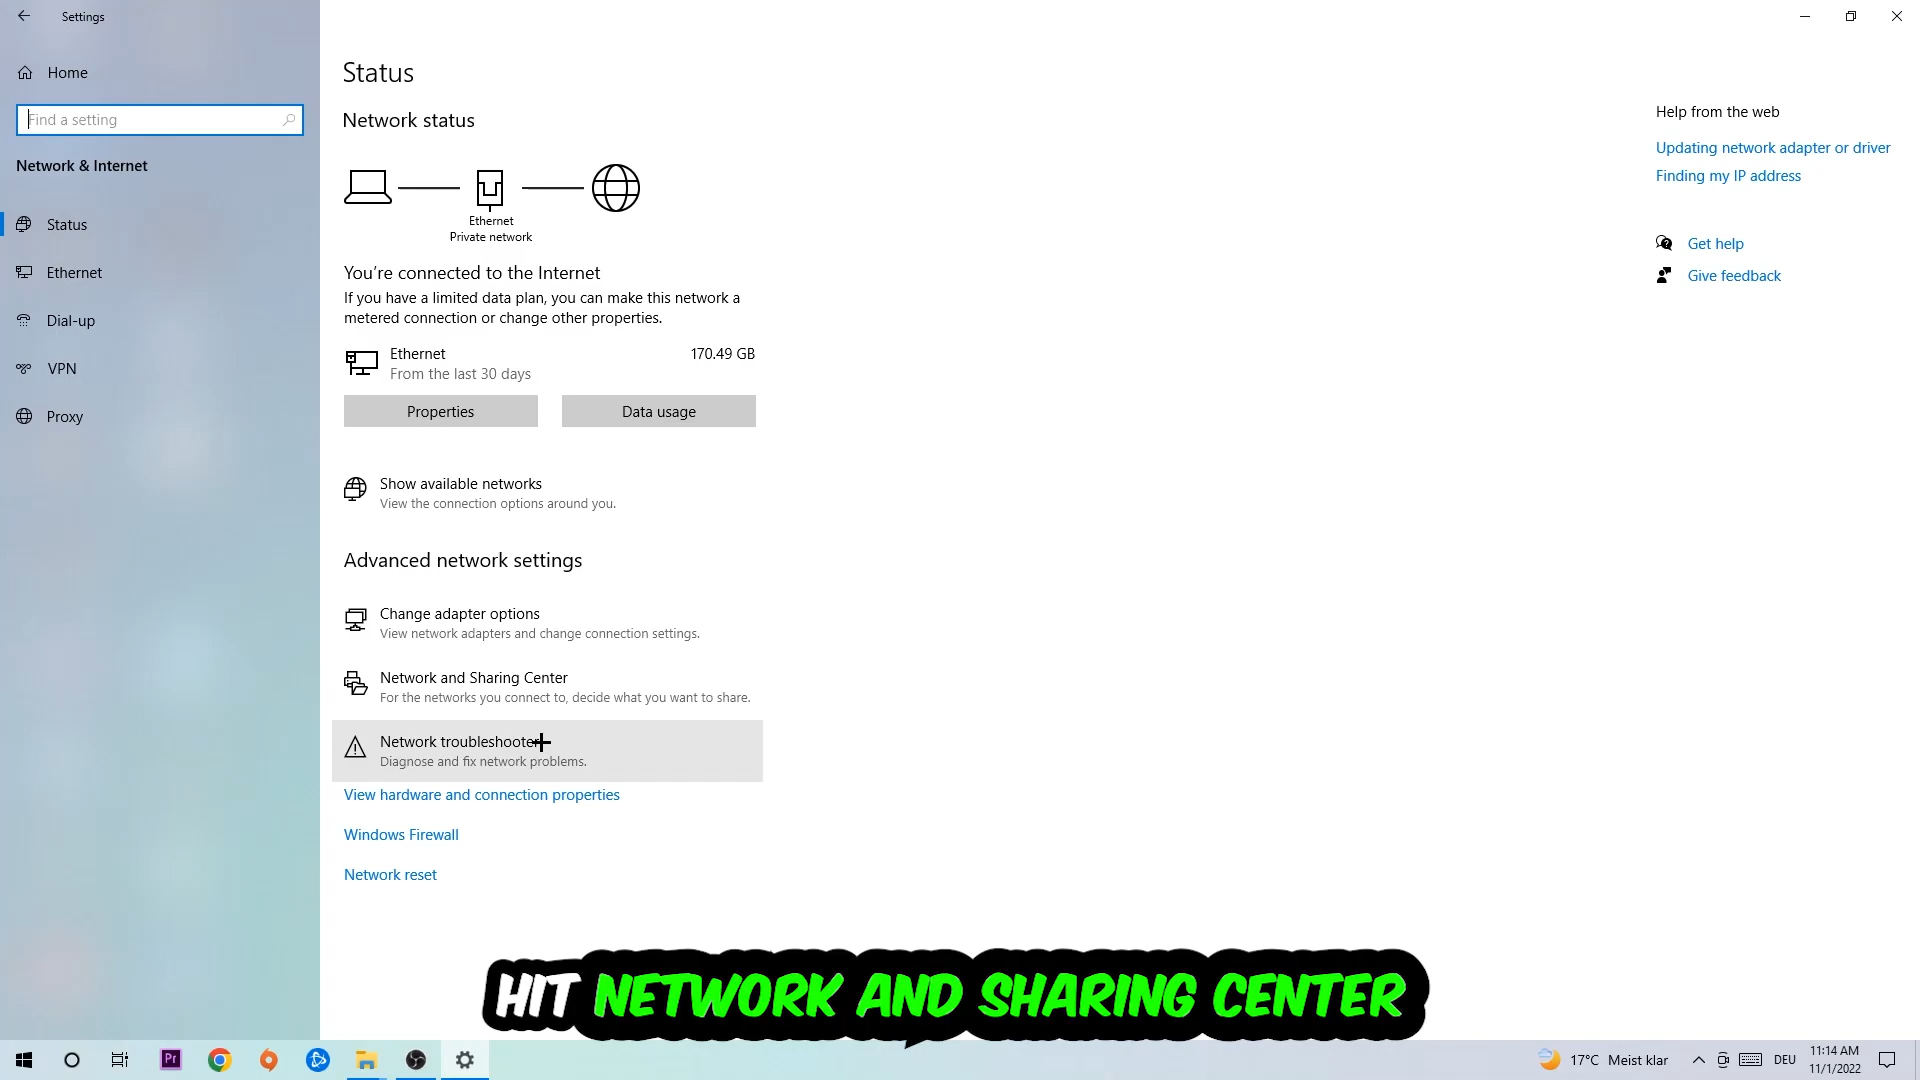 Settings
Home
Find a setting
Network & Internet
Status
Ethernet
Dial-up
VPN
Proxy
Status
Network status
Ethernet
Private network
You're connected to the Internet
If you have a limited data plan, you can make this network a
metered connection or change other properties.
Ethernet 170.49 GB
From the last 30 days
Properties Data usage
Show available networks
View the connection options around you.
Advanced network settings
Change adapter options
View network adapters and change connection settings.
Network and Sharing Center
For the networks you connect to, decide what you want to share.
Network troubleshooter
Diagnose and fix network problems.
View hardware and connection properties
Windows Firewall
Network reset
Help from the web
Updating network adapter or driver
Finding my IP address
Get help
Give feedback
HIT NETWORK AND SHARING CENTER
Pr
17°C Meist klar
DEU
11:14 AM
11/1/2022